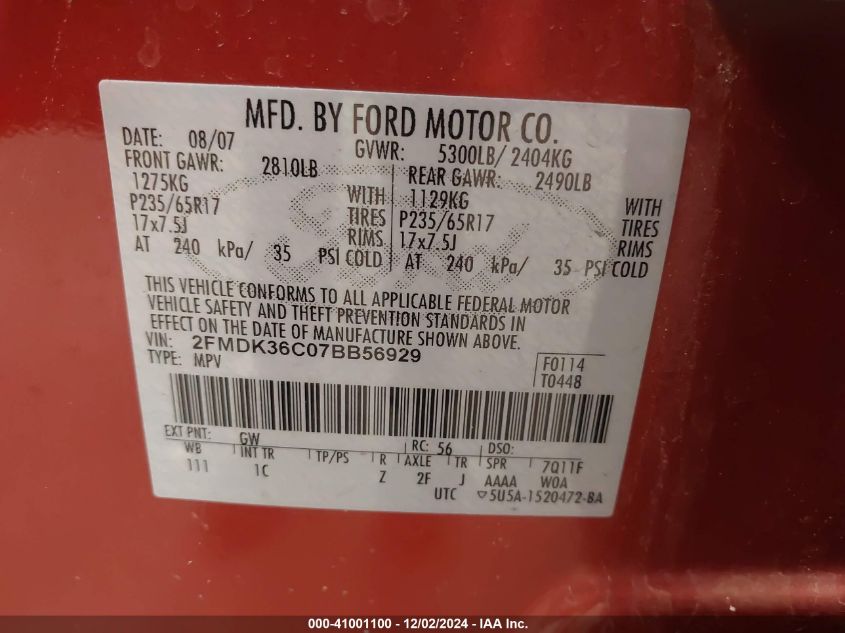 MFD. BY FORD MOTOR CO.
DATE: 08/07 GVWR: 5300LB/ 2404KG
FRONT GAWR: 2810LB REAR GAWR: 2490LB
1275KG WITH 1129KG WITH
P235/65R17 TIRES P235/65R17 TIRES
17x7.5J RIMS 17x7.5J RIMS
AT 240 kPa/ 35 PSI COLD AT 240 kPa/ 35 PSI COLD
THIS VEHICLE CONFORMS TO ALL APPLICABLE FEDERAL MOTOR
VEHICLE SAFETY AND THEFT PREVENTION STANDARDS IN
EFFECT ON THE DATE OF MANUFACTURE SHOWN ABOVE.
VIN: 2FMDK36C07BB56929
TYPE: MPV F0114
T0448
EXT PNT: GW RC: 56 DSO:
WB INT TR TP/PS R AXLE TR SPR 7Q11F
111 1C Z 2F J AAAA WOA
UTC ▽5U5A-1520472-BA
000-41001100 - 12/02/2024 - IAAI Inc.